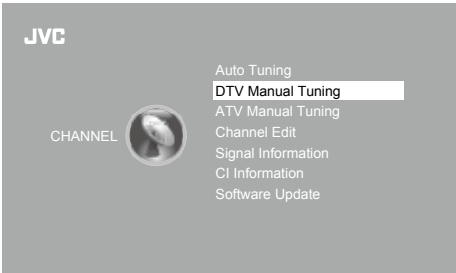 JVC
CHANNEL
Auto Tuning
DTV Manual Tuning
ATV Manual Tuning
Channel Edit
Signal Information
CI Information
Software Update